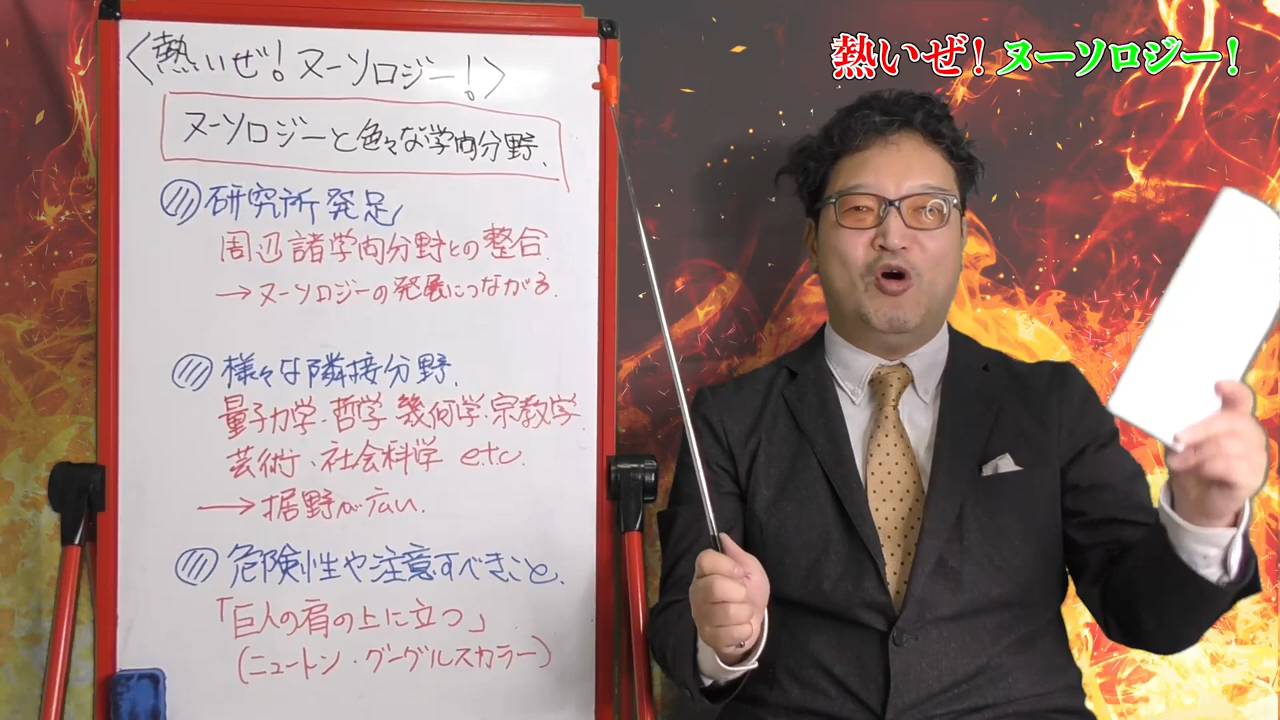 熱いぜ！ヌーソロジー！
〈熱いぜ！ヌーソロジー！〉
ヌーソロジーと色々な学問分野.
研究所発足
周辺諸学問分野との整合.
→ヌーソロジーの発展につながる.
様々な隣接分野.
量子力学・哲学・幾何学・宗教学
芸術、社会科学 etc.
→裾野が広い.
危険性や注意すべきこと.
「巨人の肩の上に立つ」
(ニュートン・グーグルスカラー)